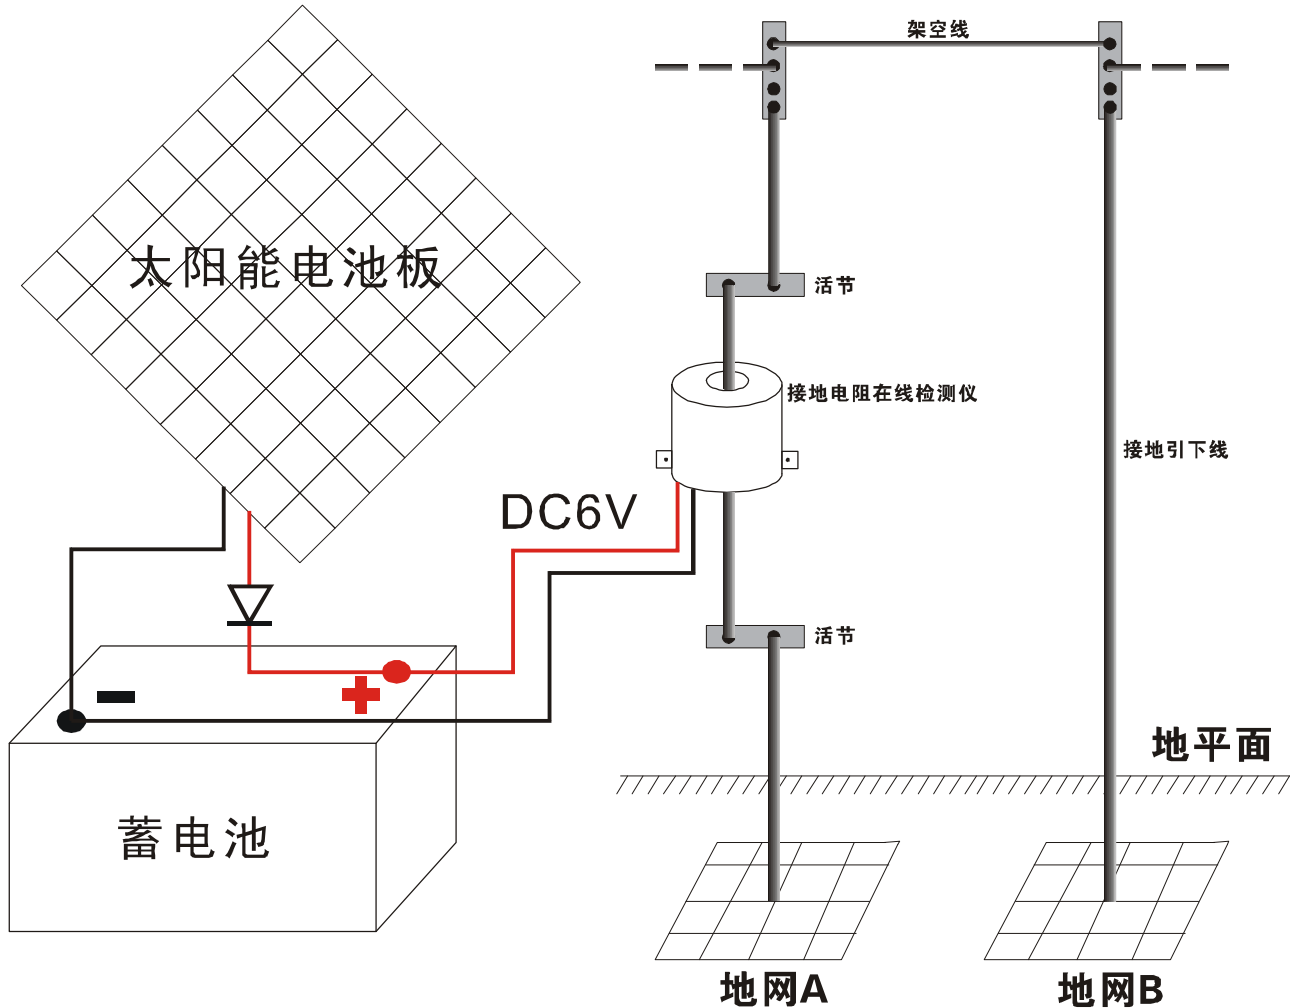 架空线
太阳能电池板
活节
接地电阻在线检测仪
接地引下线
DC6V
活节
地平面
蓄电池
地网A
地网B